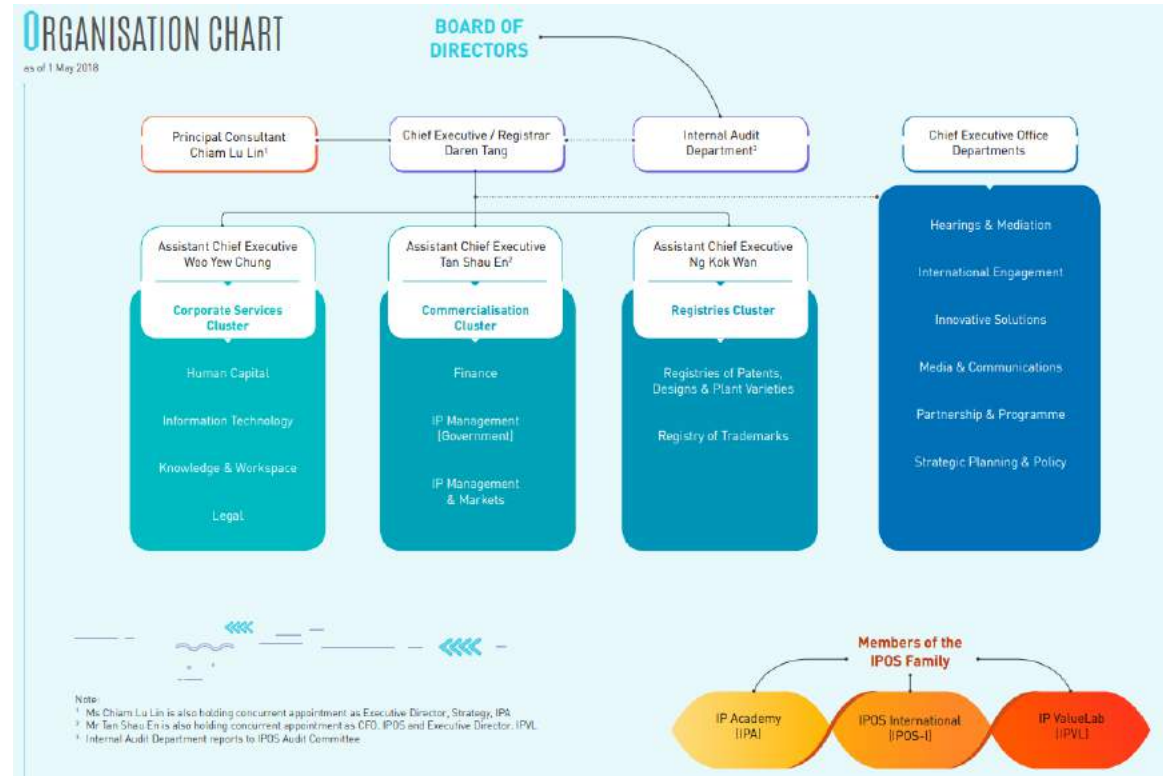 ORGANISATION CHART
as of 1 May 2018
BOARD OF
DIRECTORS
Principal Consultant
Chiam Lu Lin¹
Chief Executive / Registrar
Daren Tang
Internal Audit
Department³
Chief Executive Office
Departments
Assistant Chief Executive
Woo Yew Chung
Corporate Services
Cluster
Human Capital
Information Technology
Knowledge & Workspace
Legal
Assistant Chief Executive
Tan Shau En²
Commercialisation
Cluster
Finance
IP Management
(Government)
IP Management
& Markets
Assistant Chief Executive
Ng Kok Wan
Registries Cluster
Registries of Patents,
Designs & Plant Varieties
Registry of Trademarks
Hearings & Mediation
International Engagement
Innovative Solutions
Media & Communications
Partnership & Programme
Strategic Planning & Policy
Note:
¹ Ms Chiam Lu Lin is also holding concurrent appointment as Executive Director, Strategy, IPA
² Mr Tan Shau En is also holding concurrent appointment as CFO, IPOS and Executive Director, IPVL
³ Internal Audit Department reports to IPOS Audit Committee
Members of the
IPOS Family
IP Academy
(IPA)
IPOS International
(IPOS-I)
IP ValueLab
(IPVL)